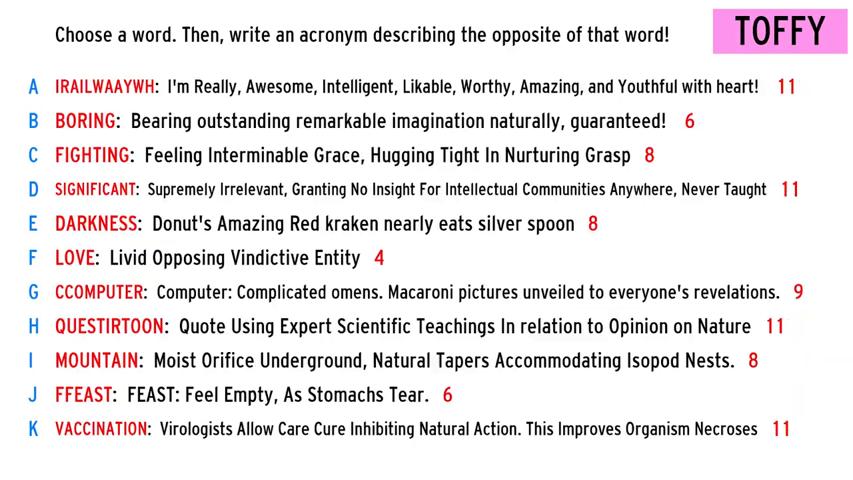 Choose a word. Then, write an acronym describing the opposite of that word! TOFFY
A IRAILWAAYWH: I'm Really, Awesome, Intelligent, Likable, Worthy, Amazing, and Youthful with heart! 11
B BORING: Bearing outstanding remarkable imagination naturally, guaranteed! 6
C FIGHTING: Feeling Interminable Grace, Hugging Tight In Nurturing Grasp 8
D SIGNIFICANT: Supremely Irrelevant, Granting No Insight For Intellectual Communities Anywhere, Never Taught 11
E DARKNESS: Donut's Amazing Red kraken nearly eats silver spoon 8
F LOVE: Livid Opposing Vindictive Entity 4
G CCOMPUTER: Computer: Complicated omens. Macaroni pictures unveiled to everyone's revelations. 9
H QUESTIRTOON: Quote Using Expert Scientific Teachings In relation to Opinion on Nature 11
I MOUNTAIN: Moist Orifice Underground, Natural Tapers Accommodating Isopod Nests. 8
J FFEAST: FEAST: Feel Empty, As Stomachs Tear. 6
K VACCINATION: Virologists Allow Care Cure Inhibiting Natural Action. This Improves Organism Necroses 11